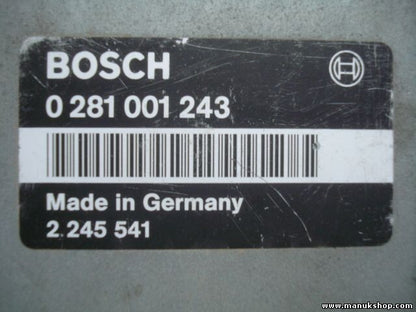 BOSCH
0 281 001 243
Made in Germany
2 245 541
www.manukshop.com